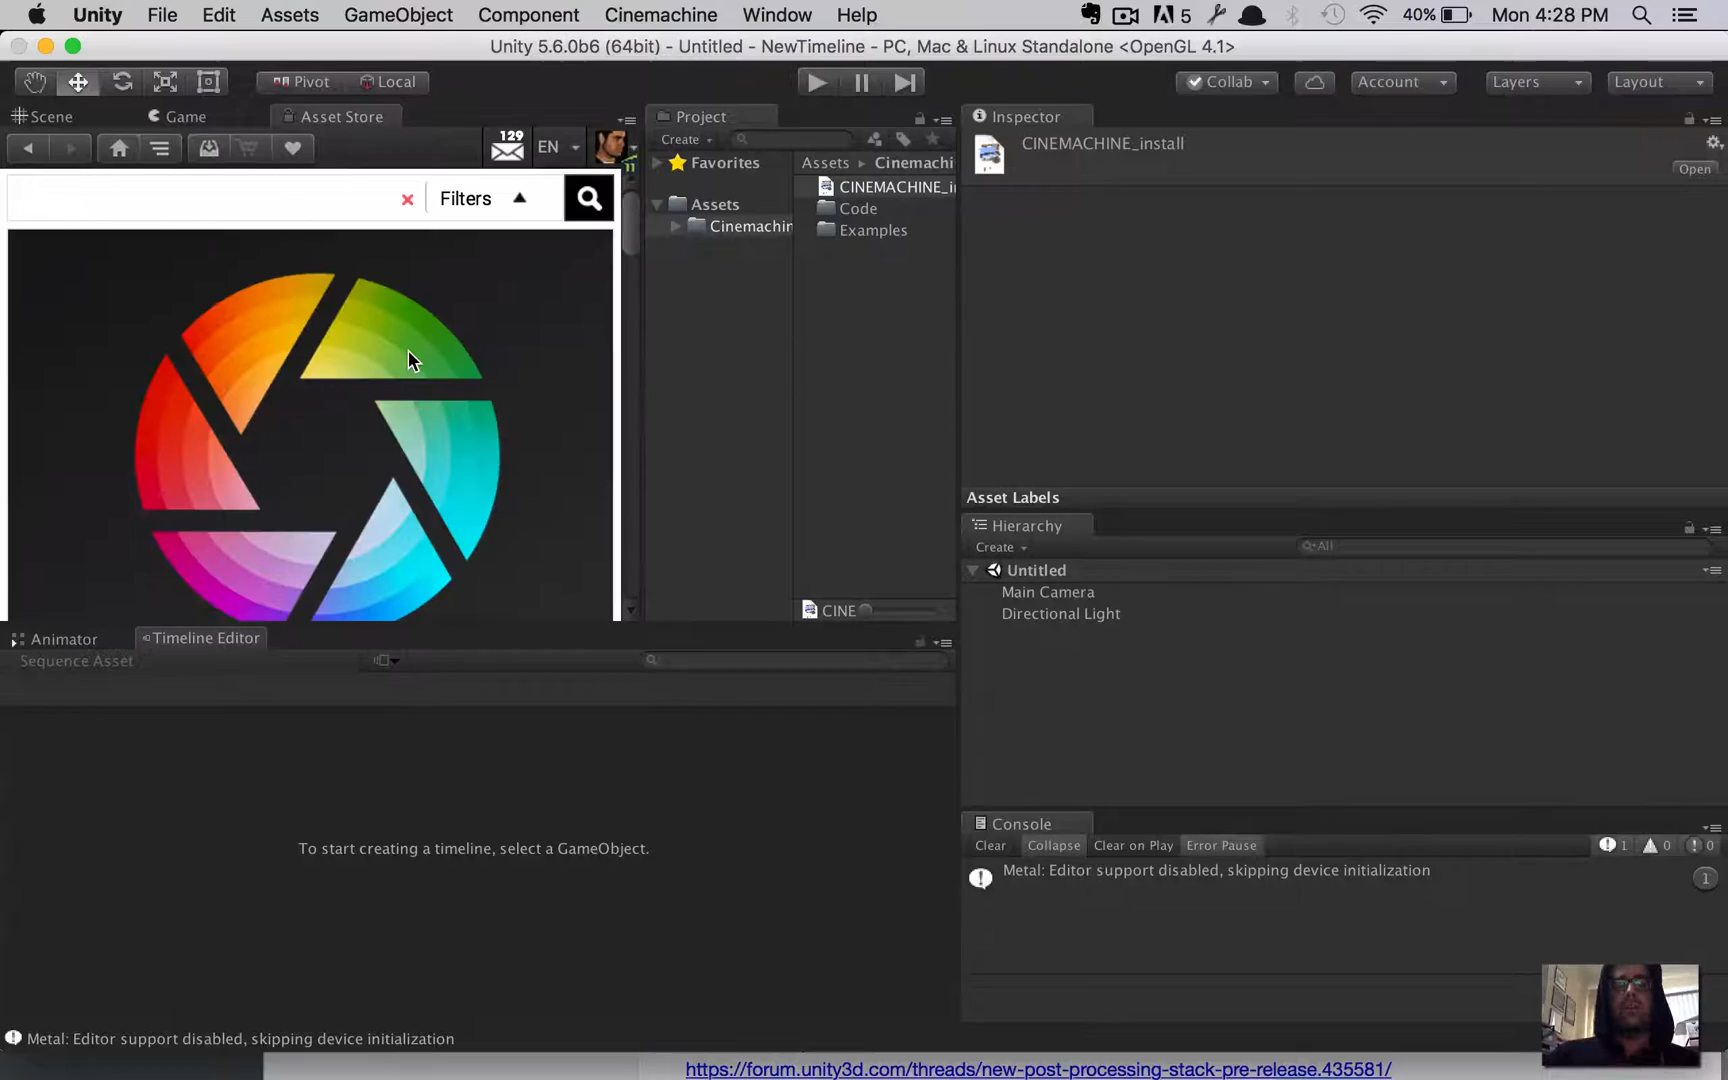 Unity File Edit Assets GameObject Component Cinemachine Window Help 5 40% Mon 4:28 PM
Unity 5.6.0b6 (64bit) - Untitled - NewTimeline - PC, Mac & Linux Standalone <OpenGL 4.1>
Pivot Local Collab Account Layers Layout
Scene Game Asset Store
129 EN 11
Filters
Project
Create
Favorites
Assets
Cinemachin
Assets Cinemachi
CINEMACHINE_i
Code
Examples
CINE
Inspector
CINEMACHINE_install
Open
Asset Labels
Hierarchy
Create All
Untitled
Main Camera
Directional Light
Animator Timeline Editor
Sequence Asset
To start creating a timeline, select a GameObject.
Console
Clear Collapse Clear on Play Error Pause 1 0 0
Metal: Editor support disabled, skipping device initialization 1
Metal: Editor support disabled, skipping device initialization
https://forum.unity3d.com/threads/new-post-processing-stack-pre-release.435581/